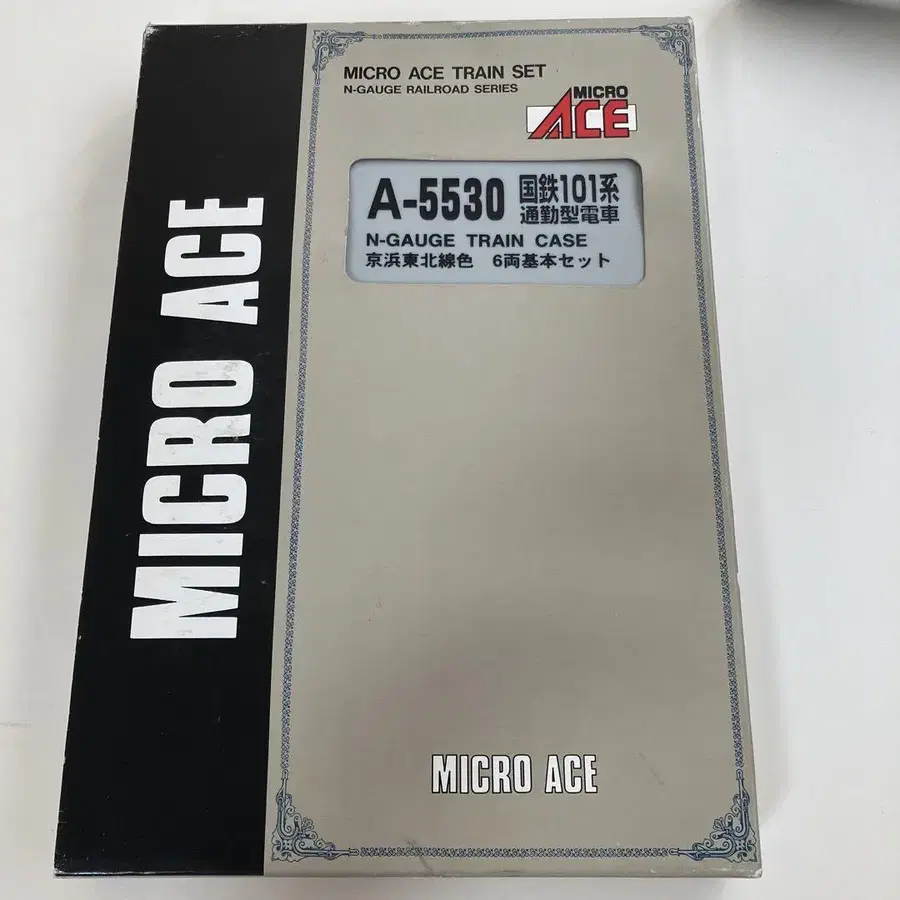 MICRO ACE TRAIN SET
N-GAUGE RAILROAD SERIES
MICRO
ACE
A-5530 国鉄101系
通勤型電車
N-GAUGE TRAIN CASE
京浜東北線色 6両基本セット
MICRO ACE
MICRO ACE